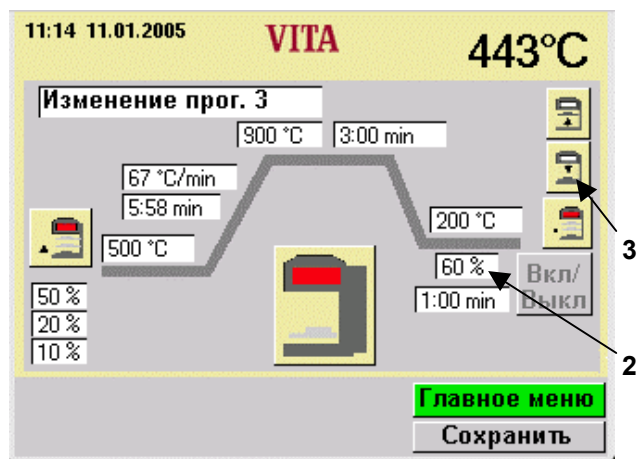 11:14 11.01.2005
VITA
443°C
Изменение прог. 3
900 °C
3:00 min
67 °C/min
5:58 min
500 °C
200 °C
3
60 %
Вкл/
Выкл
1:00 min
50 %
20 %
10 %
2
Главное меню
Сохранить